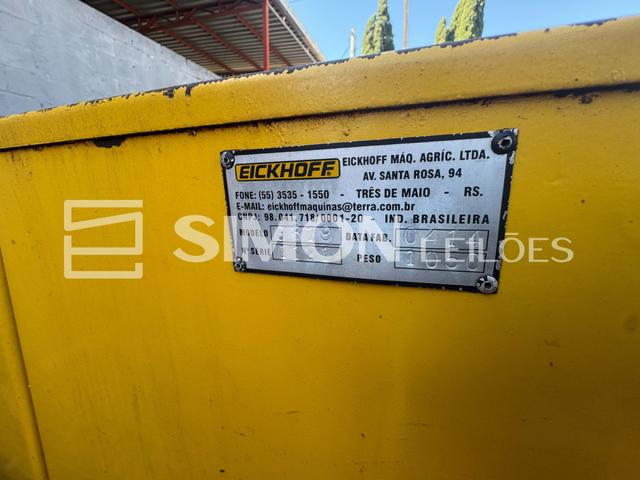 EICKHOFF® EICKHOFF MÁQ. AGRÍC. LTDA.
AV. SANTA ROSA, 94
FONE: (55) 3535 - 1550 - TRÊS DE MAIO - RS.
E-MAIL: eickhoffmaquinas@terra.com.br
CNPJ: 98.041.718/0001-20 - IND. BRASILEIRA
MODELO DATA FAB.
Nº SERIE PESO
SIMON LEILÕES